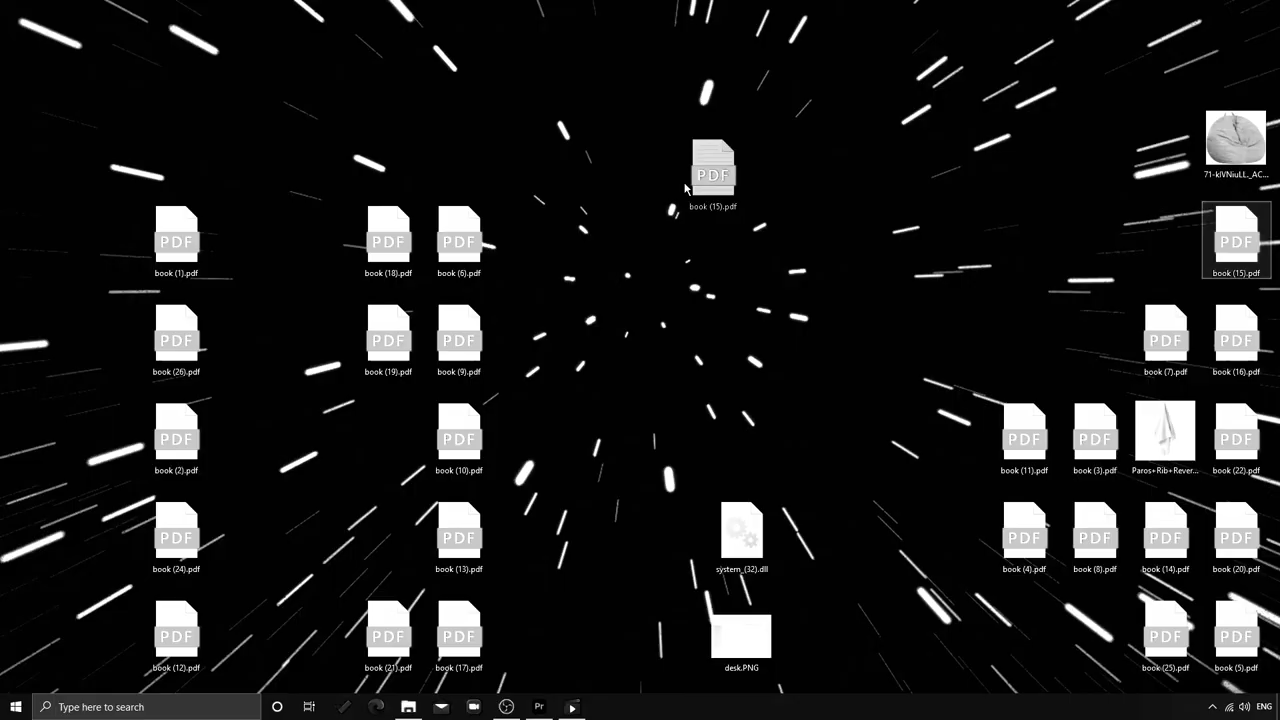 71-k!VNiuLL._AC...
PDF
book (15).pdf
PDF
book (1).pdf
PDF
book (18).pdf
PDF
book (6).pdf
PDF
book (15).pdf
PDF
book (26).pdf
PDF
book (19).pdf
PDF
book (9).pdf
PDF
book (7).pdf
PDF
book (16).pdf
PDF
book (2).pdf
PDF
book (10).pdf
PDF
book (11).pdf
PDF
book (3).pdf
Paros+Rib+Rever...
PDF
book (22).pdf
PDF
book (24).pdf
PDF
book (13).pdf
system_(32).dll
PDF
book (4).pdf
PDF
book (8).pdf
PDF
book (14).pdf
PDF
book (20).pdf
PDF
book (12).pdf
PDF
book (21).pdf
PDF
book (17).pdf
desk.PNG
PDF
book (25).pdf
PDF
book (5).pdf
Type here to search
Pr
ENG